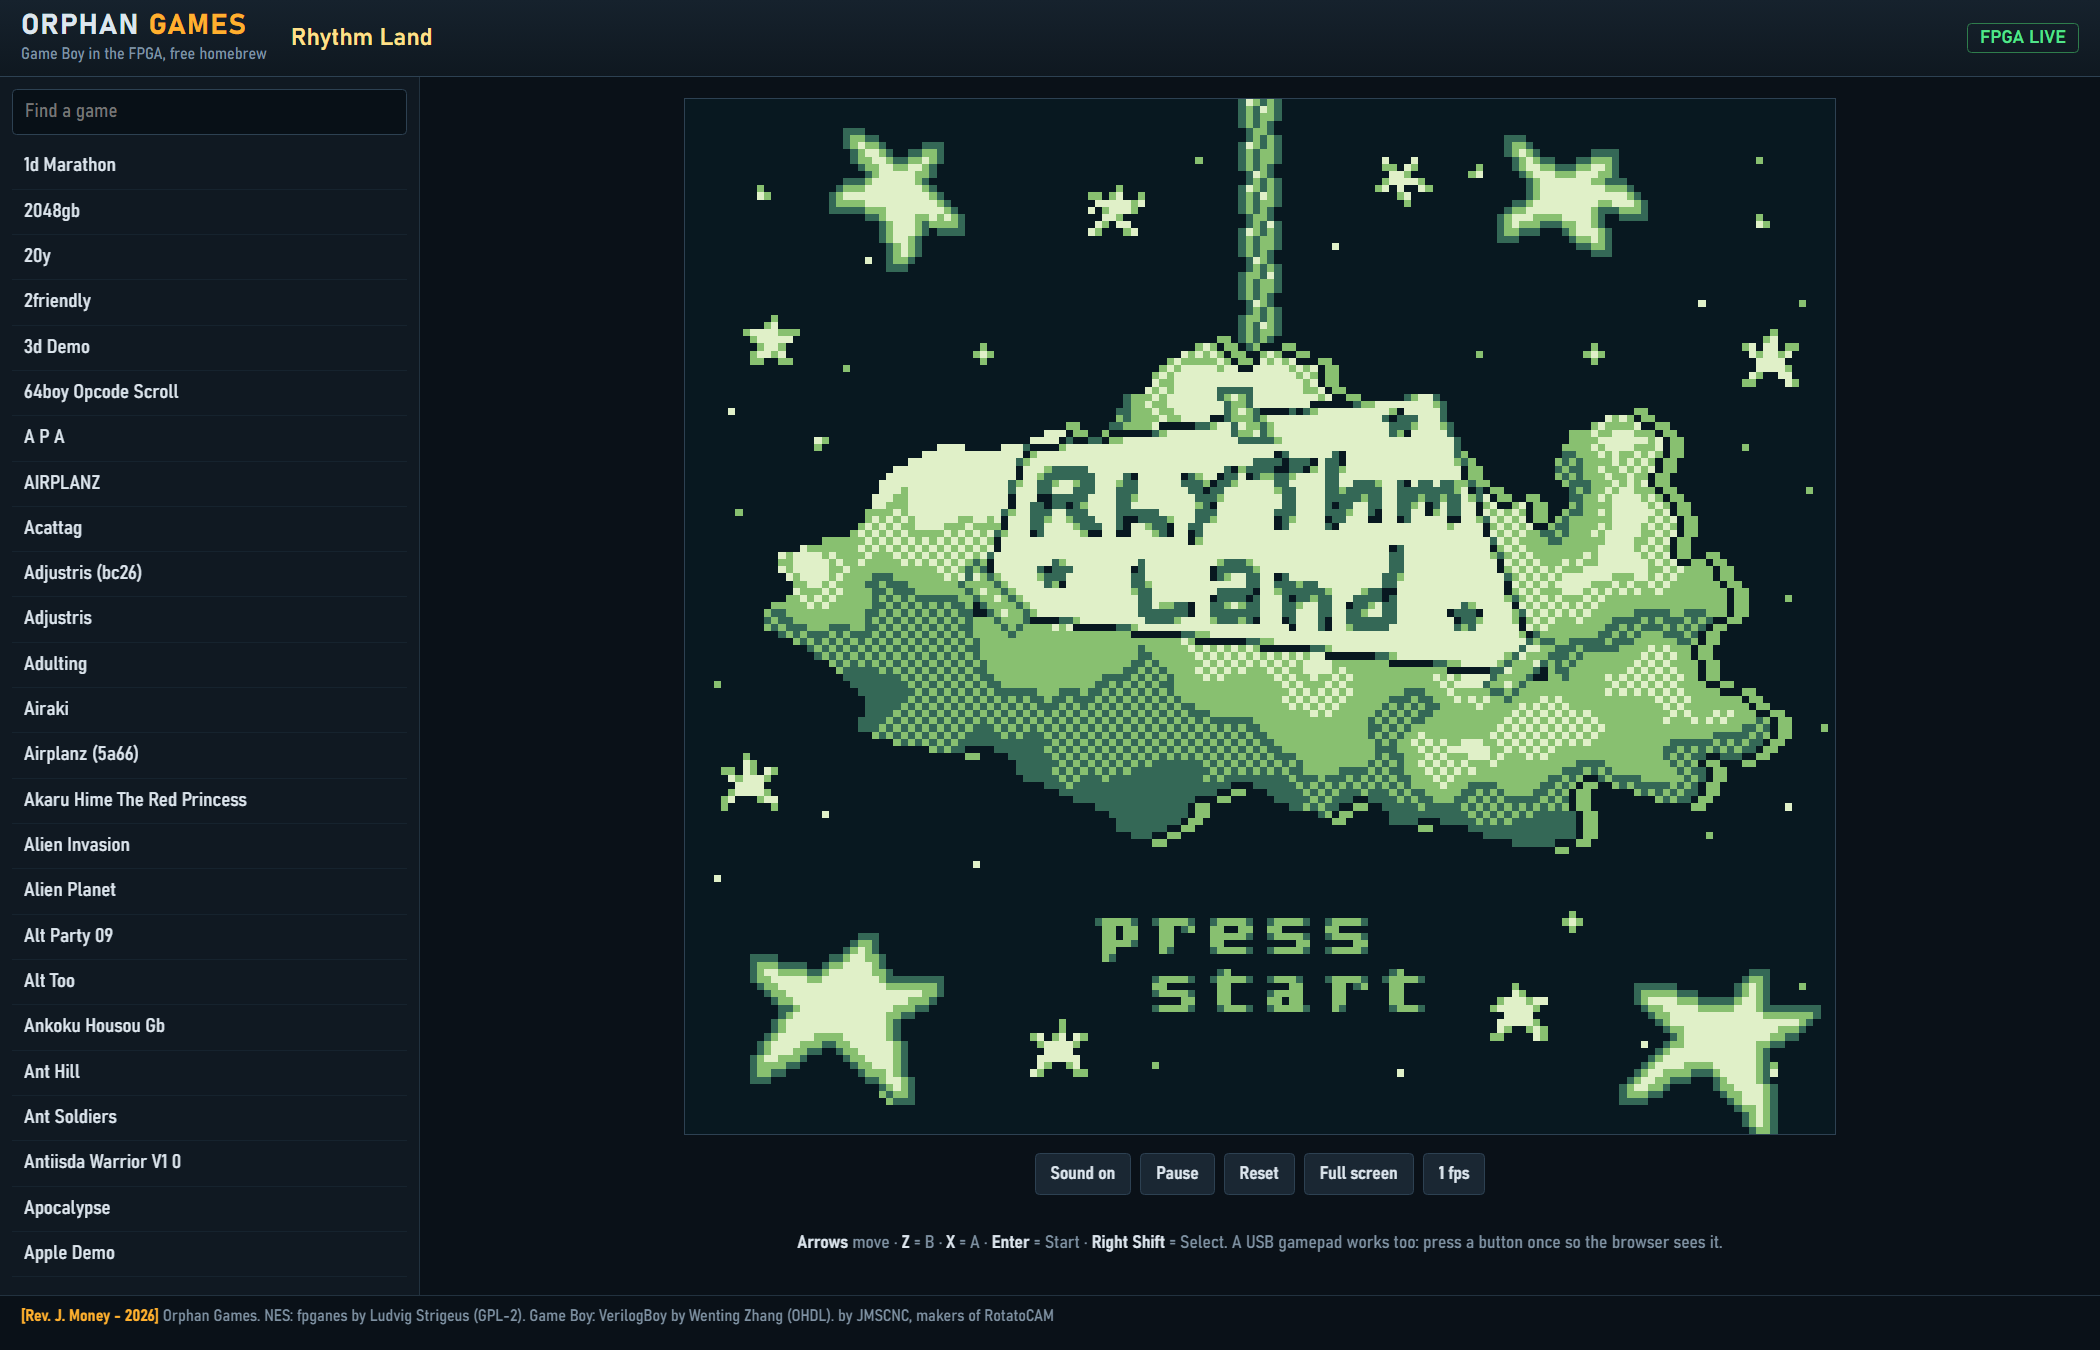 ORPHAN GAMES
Game Boy in the FPGA, free homebrew
Rhythm Land
FPGA LIVE
Find a game
1d Marathon
2048gb
20y
2friendly
3d Demo
64boy Opcode Scroll
A P A
AIRPLANZ
Acattag
Adjustris (bc26)
Adjustris
Adulting
Airaki
Airplanz (5a66)
Akaru Hime The Red Princess
Alien Invasion
Alien Planet
Alt Party 09
Alt Too
Ankoku Housou Gb
Ant Hill
Ant Soldiers
Antiisda Warrior V1 0
Apocalypse
Apple Demo
Rhythm
Land
press
start
Sound on
Pause
Reset
Full screen
1 fps
Arrows move · Z = B · X = A · Enter = Start · Right Shift = Select. A USB gamepad works too: press a button once so the browser sees it.
[Rev. J. Money - 2026] Orphan Games. NES: fpganes by Ludvig Strigeus (GPL-2). Game Boy: VerilogBoy by Wenting Zhang (OHDL). by JMSCNC, makers of RotatoCAM